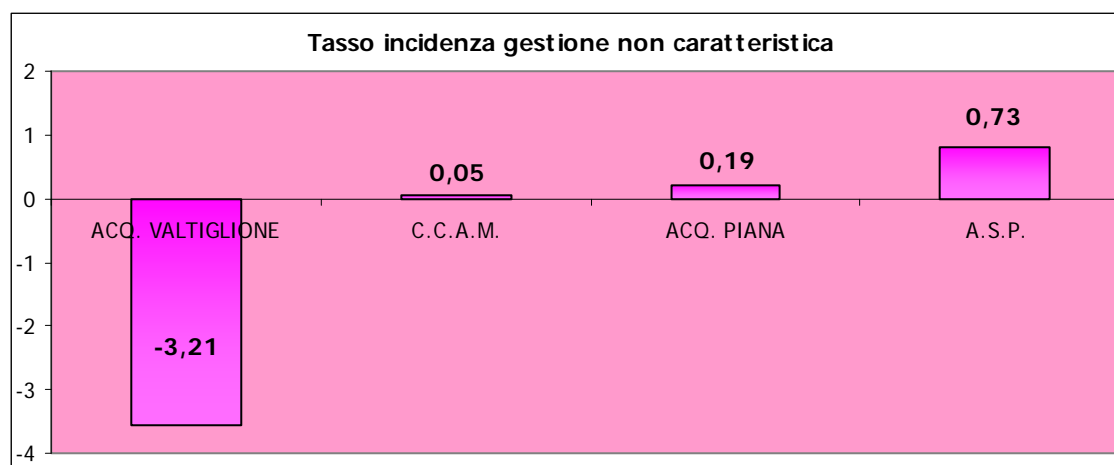 Tasso incidenza gestione non caratteristica
2
1
0
-1
-2
-3
-4
-3,21
0,05
0,19
0,73
ACQ. VALTIGLIONE
C.C.A.M.
ACQ. PIANA
A.S.P.